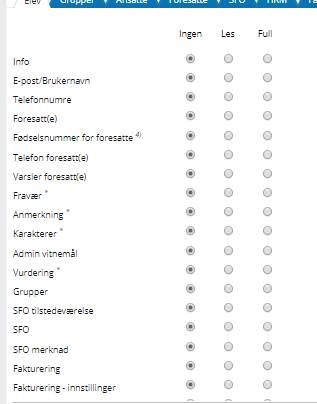 Elev Grupper Ansatte Foresatte SFO HRM
Ingen Les Full
Info
E-post/Brukernavn
Telefonnumre
Foresatt(e)
Fødselsnummer for foresatte 4)
Telefon foresatt(e)
Varsler foresatt(e)
Fravær *
Anmerkning *
Karakterer *
Admin vitnemål
Vurdering *
Grupper
SFO tilstedeværelse
SFO
SFO merknad
Fakturering
Fakturering - innstillinger